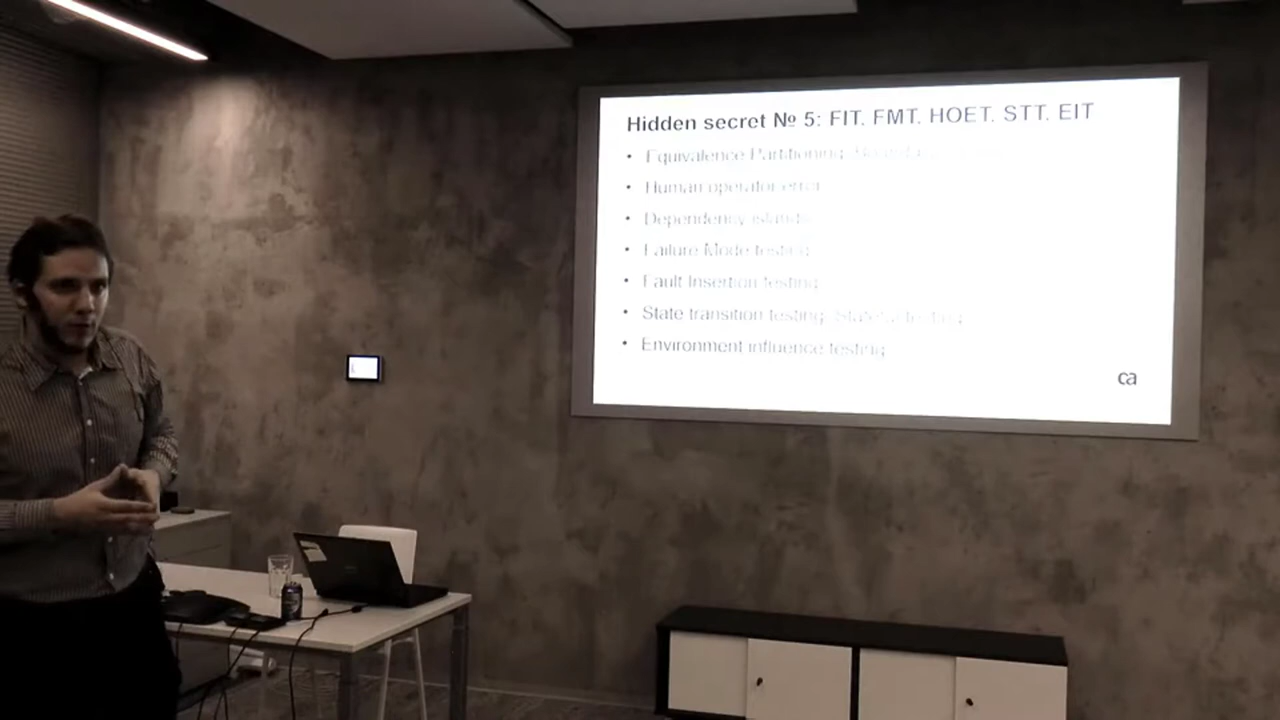 Hidden secret № 5: FIT, FMT, HOET, STT, EIT
• Equivalence Partitioning,
• Human operator error
• Dependency islands
• Failure Mode testing
• Fault Insertion testing
• State transition testing, testing
• Environment influence testing
ca